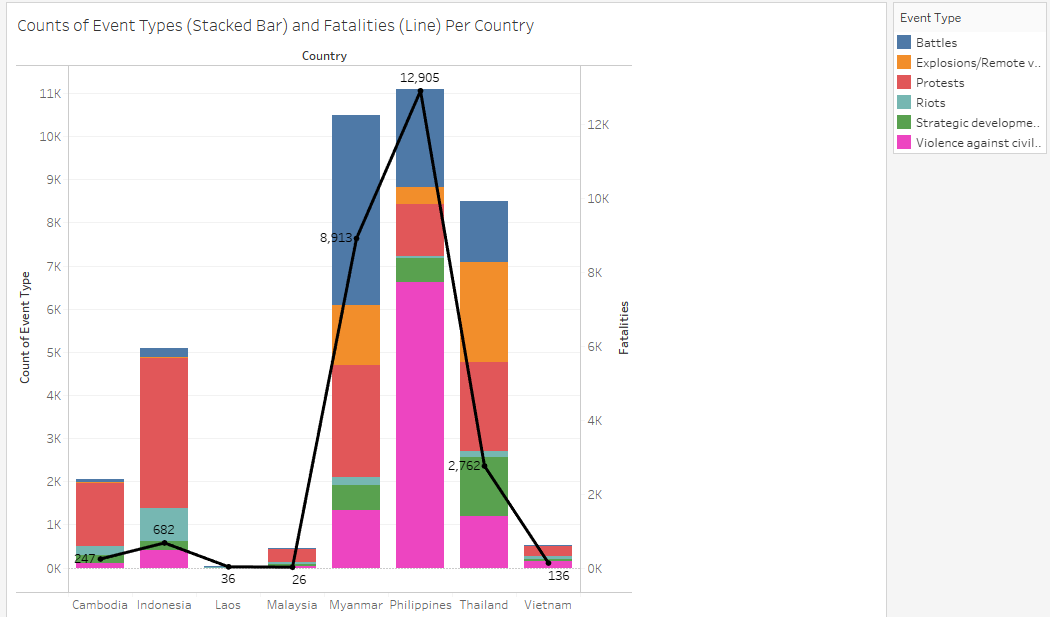 Counts of Event Types (Stacked Bar) and Fatalities (Line) Per Country
Country
Count of Event Type
11K
10K
9K
8K
7K
6K
5K
4K
3K
2K
1K
0K
12,905
8,913
2,762
682
247
36
26
136
12K
10K
8K
6K
4K
2K
0K
Fatalities
Cambodia Indonesia Laos Malaysia Myanmar Philippines Thailand Vietnam
Event Type
Battles
Explosions/Remote v..
Protests
Riots
Strategic developme..
Violence against civil..